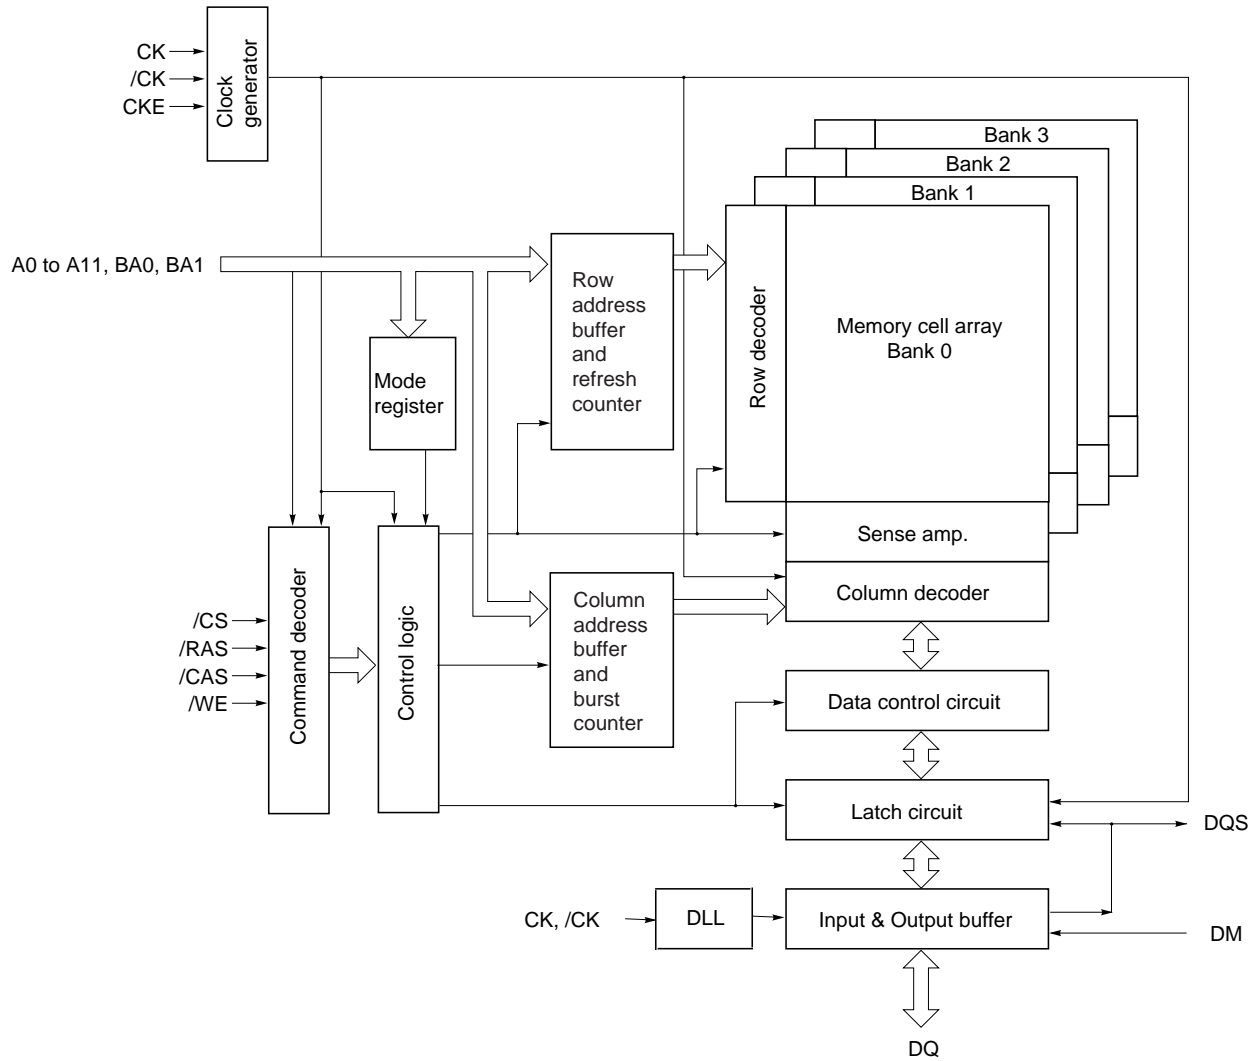 CK
/CK
CKE
Clock
generator
Bank 3
Bank 2
Bank 1
A0 to A11, BA0, BA1
Row
address
buffer
and
refresh
counter
Row decoder
Memory cell array
Bank 0
Mode
register
Sense amp.
Column decoder
Command decoder
Control logic
Column
address
buffer
and
burst
counter
/CS
/RAS
/CAS
/WE
Data control circuit
Latch circuit
DQS
CK, /CK
DLL
Input & Output buffer
DM
DQ